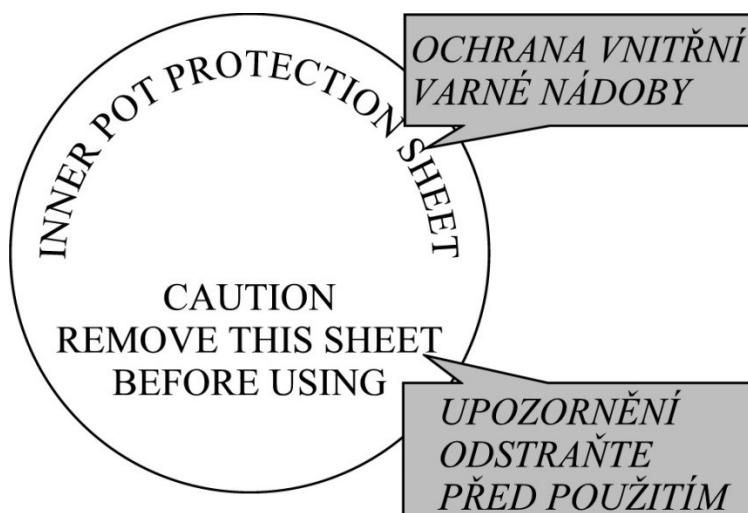 INNER POT PROTECTION SHEET
OCHRANA VNITŘNÍ
VARNÉ NÁDOBY
CAUTION
REMOVE THIS SHEET
BEFORE USING
UPOZORNĚNÍ
ODSTRAŇTE
PŘED POUŽITÍM